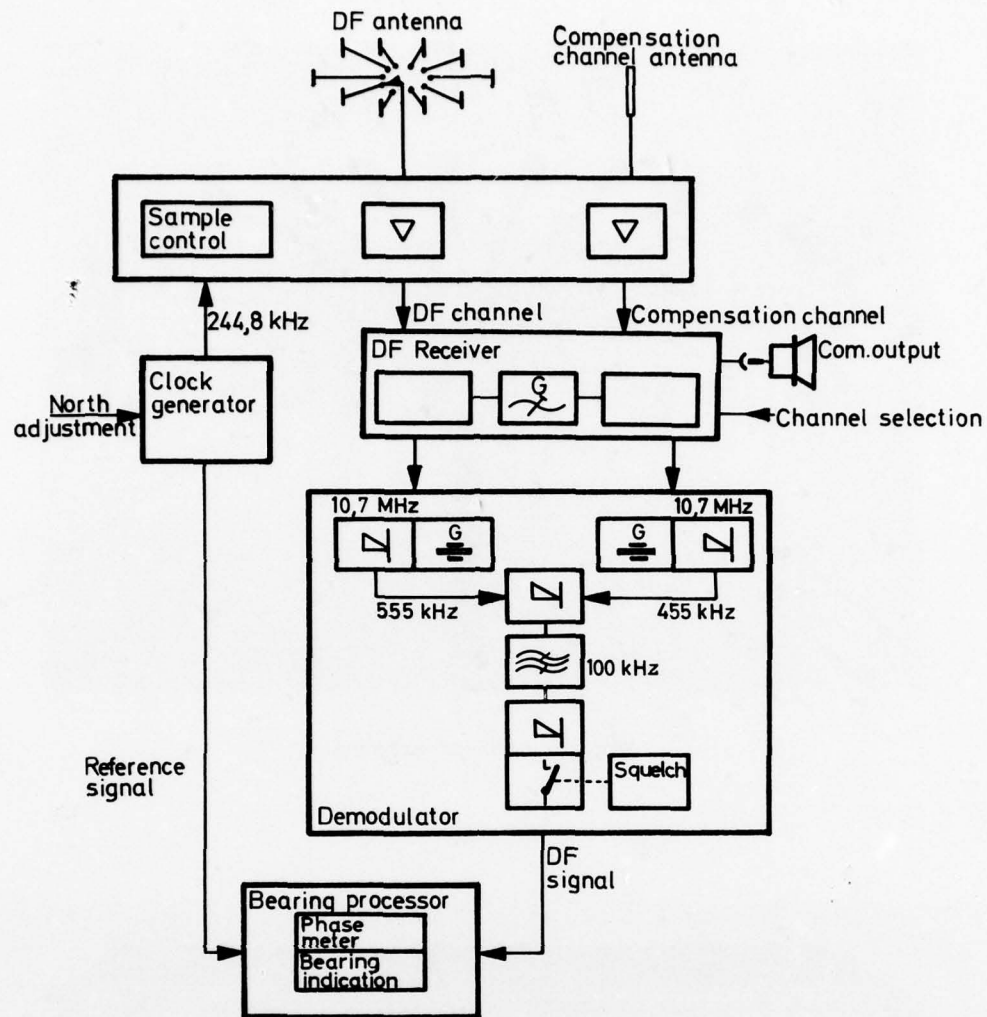 DF antenna
Compensation
channel antenna
Sample
control
244,8 kHz
DF channel
Compensation channel
DF Receiver
G
Com.output
Clock
generator
North
adjustment
Channel selection
10,7 MHz
10,7 MHz
G
G
555 kHz
455 kHz
100 kHz
Squelch
Reference
signal
Demodulator
DF
signal
Bearing processor
Phase
meter
Bearing
indication